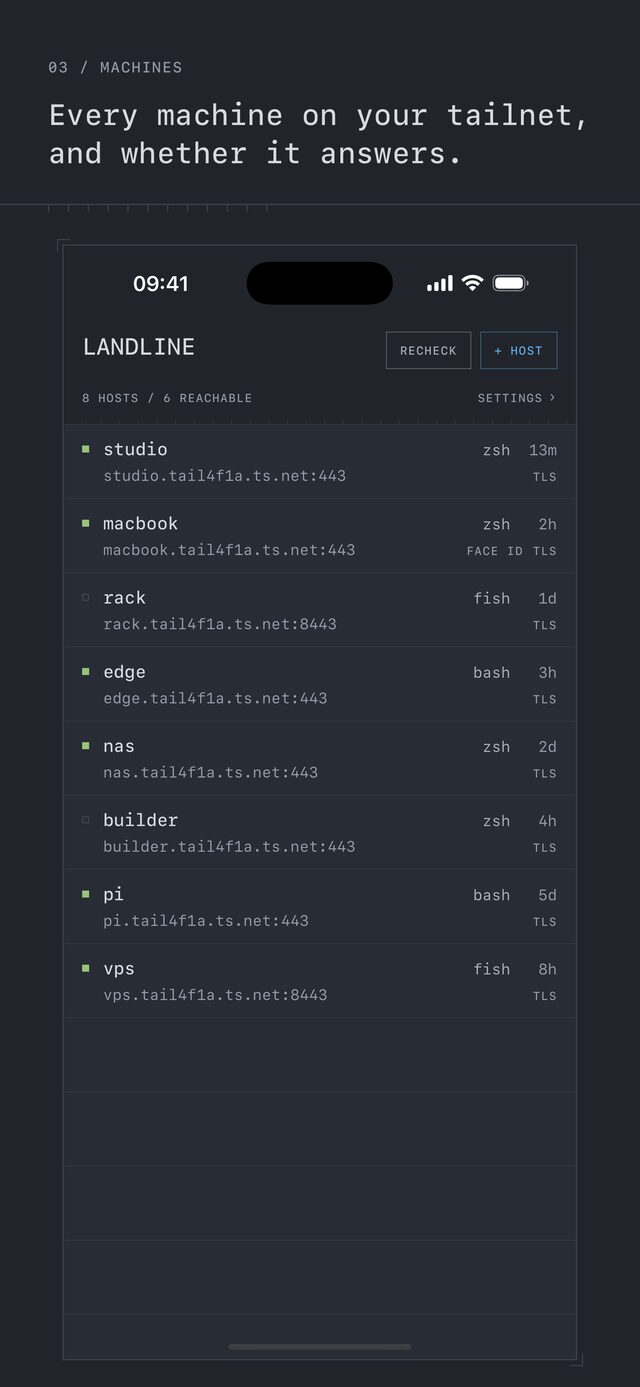 03 / MACHINES
Every machine on your tailnet,
and whether it answers.
09:41
LANDLINE
RECHECK
+ HOST
8 HOSTS / 6 REACHABLE
SETTINGS ›
studio zsh 13m
studio.tail4f1a.ts.net:443 TLS
macbook zsh 2h
macbook.tail4f1a.ts.net:443 FACE ID TLS
rack fish 1d
rack.tail4f1a.ts.net:8443 TLS
edge bash 3h
edge.tail4f1a.ts.net:443 TLS
nas zsh 2d
nas.tail4f1a.ts.net:443 TLS
builder zsh 4h
builder.tail4f1a.ts.net:443 TLS
pi bash 5d
pi.tail4f1a.ts.net:443 TLS
vps fish 8h
vps.tail4f1a.ts.net:8443 TLS